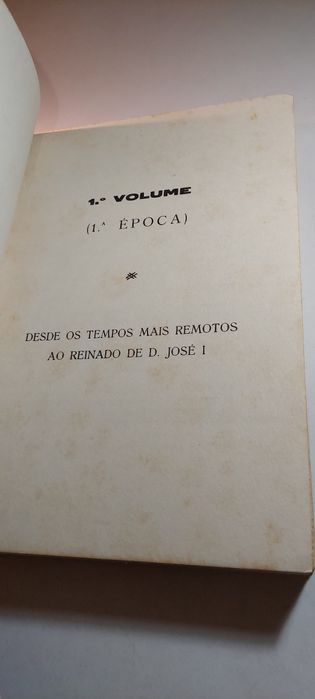 1.º VOLUME
(1.ª ÉPOCA)
DESDE OS TEMPOS MAIS REMOTOS
AO REINADO DE D. JOSÉ I